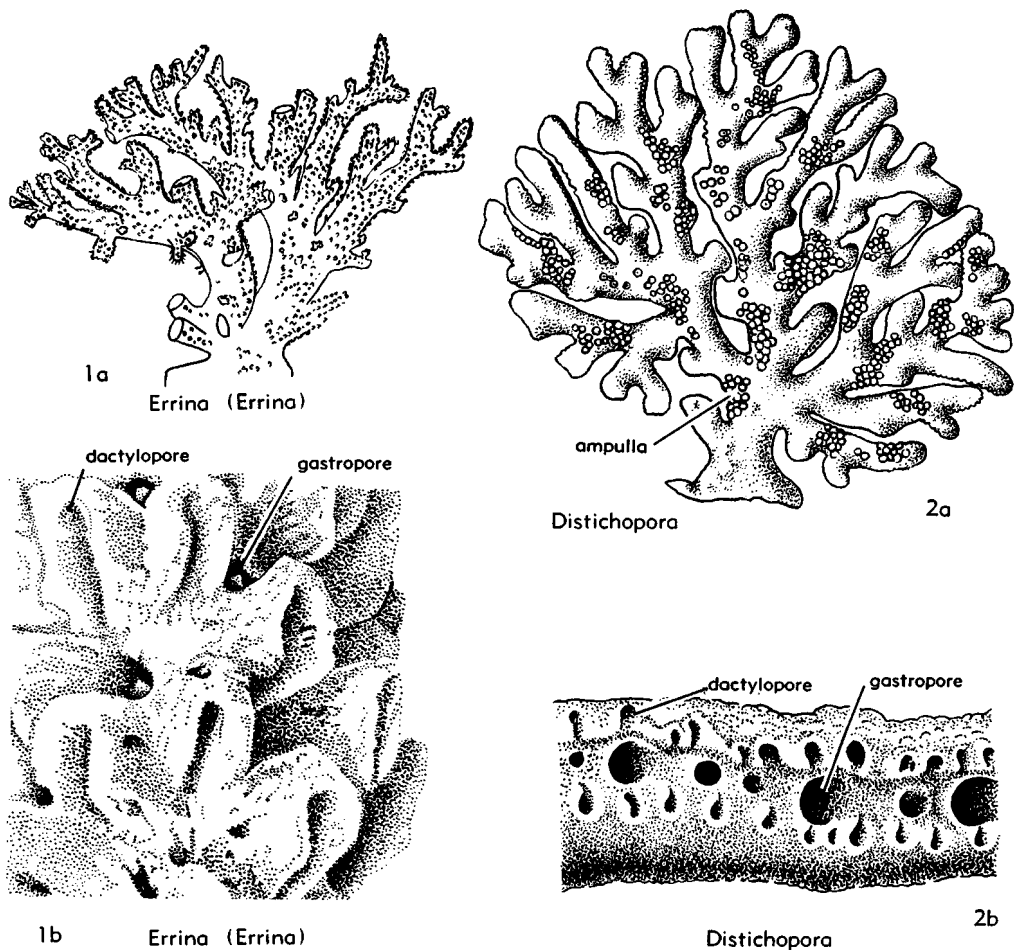 1a
Errina (Errina)
ampulla
Distichopora
2a
dactylopore
gastropore
1b
Errina (Errina)
dactylopore
gastropore
2b
Distichopora